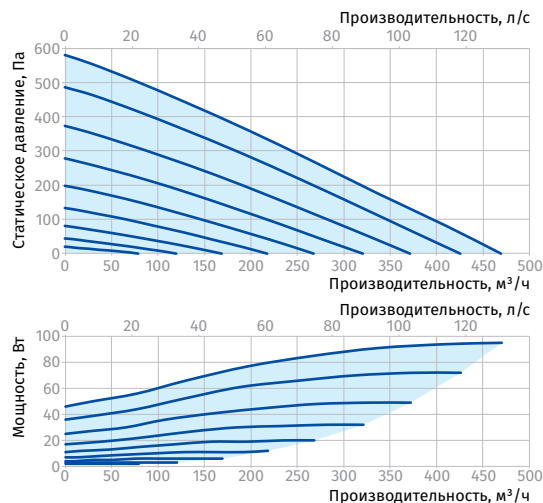 Производительность, л/с
0 20 40 60 80 100 120
Статическое давление, Па
600
500
400
300
200
100
0
0 50 100 150 200 250 300 350 400 450 500
Производительность, м³/ч
Производительность, л/с
0 20 40 60 80 100 120
Мощность, Вт
100
80
60
40
20
0
0 50 100 150 200 250 300 350 400 450 500
Производительность, м³/ч